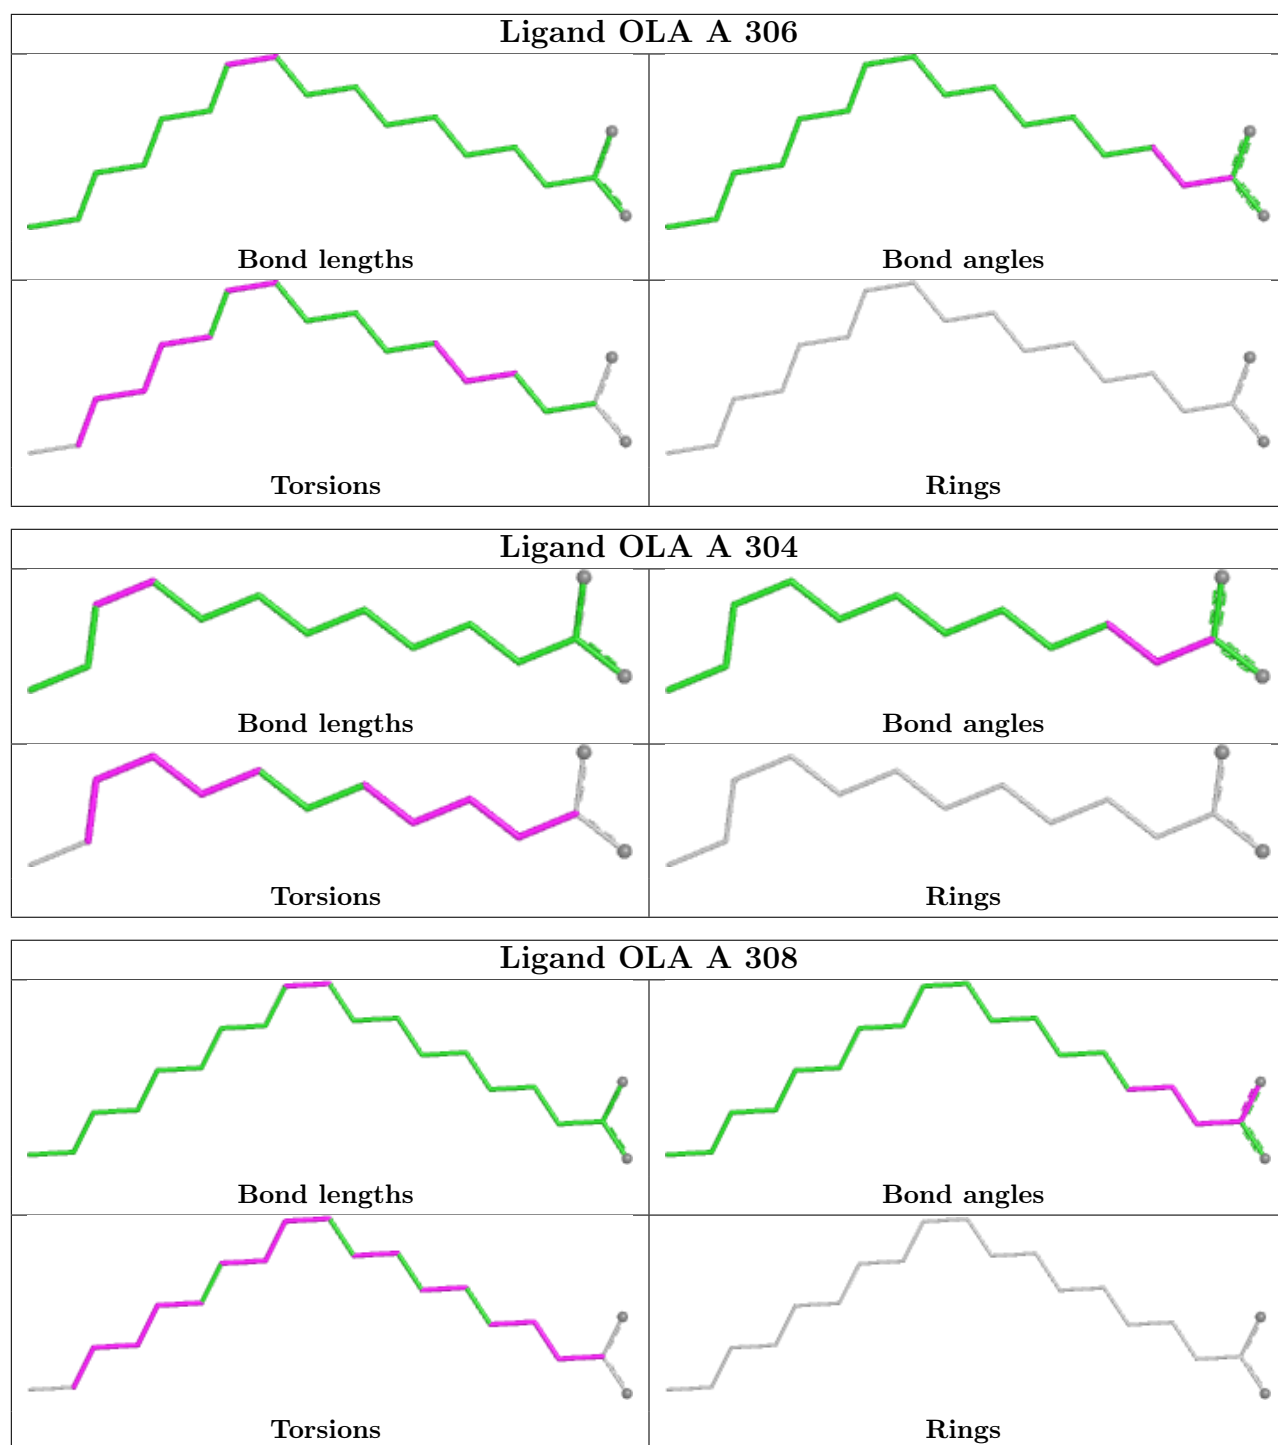 Ligand OLA A 306
Bond lengths
Bond angles
Torsions
Rings
Ligand OLA A 304
Bond lengths
Bond angles
Torsions
Rings
Ligand OLA A 308
Bond lengths
Bond angles
Torsions
Rings